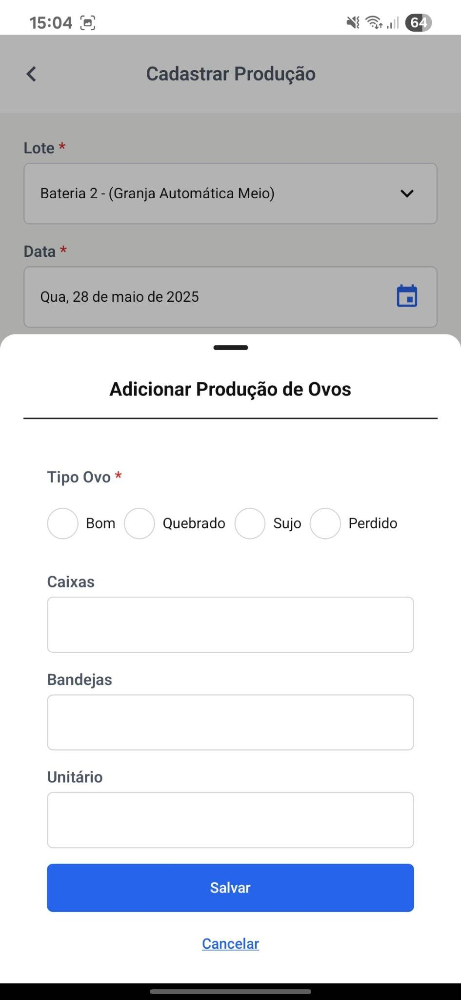 15:04
64
Cadastrar Produção
Lote *
Bateria 2 - (Granja Automática Meio)
Data *
Qua, 28 de maio de 2025
Adicionar Produção de Ovos
Tipo Ovo *
Bom Quebrado Sujo Perdido
Caixas
Bandejas
Unitário
Salvar
Cancelar